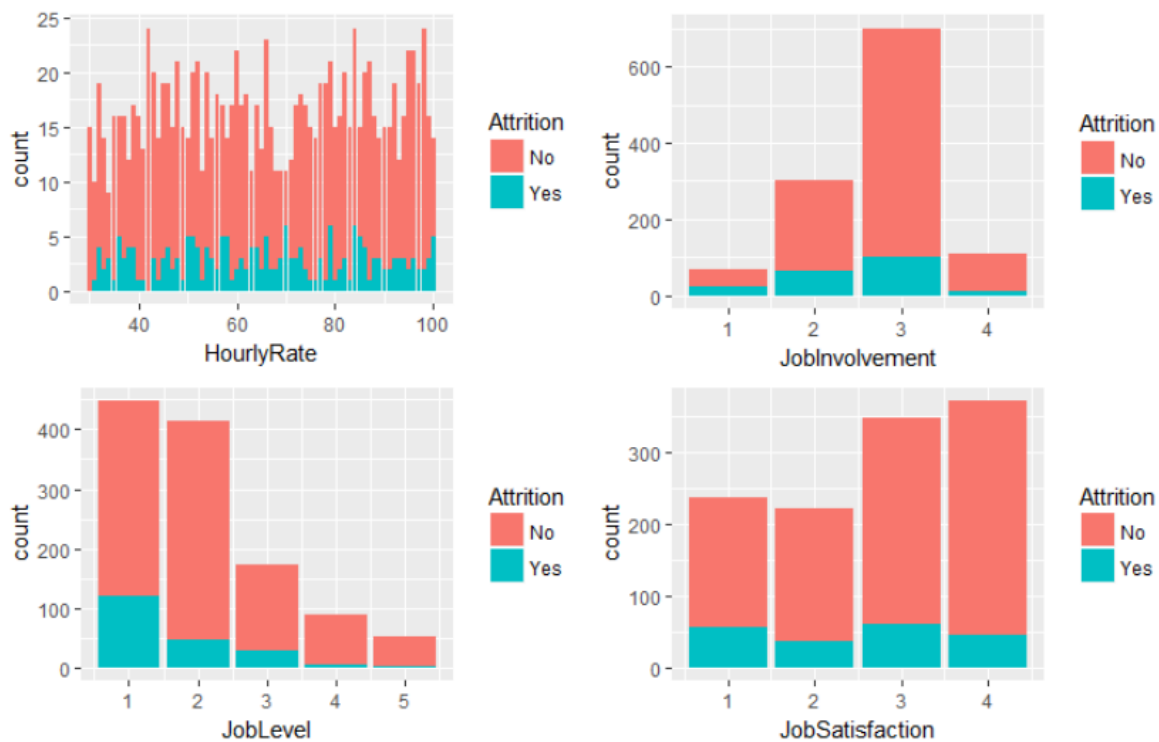 25
20
15
10
5
0
count
40
60
80
100
HourlyRate
Attrition
No
Yes
600
400
200
0
count
1
2
3
4
JobInvolvement
Attrition
No
Yes
400
300
200
100
0
count
1
2
3
4
5
JobLevel
Attrition
No
Yes
300
200
100
0
count
1
2
3
4
JobSatisfaction
Attrition
No
Yes